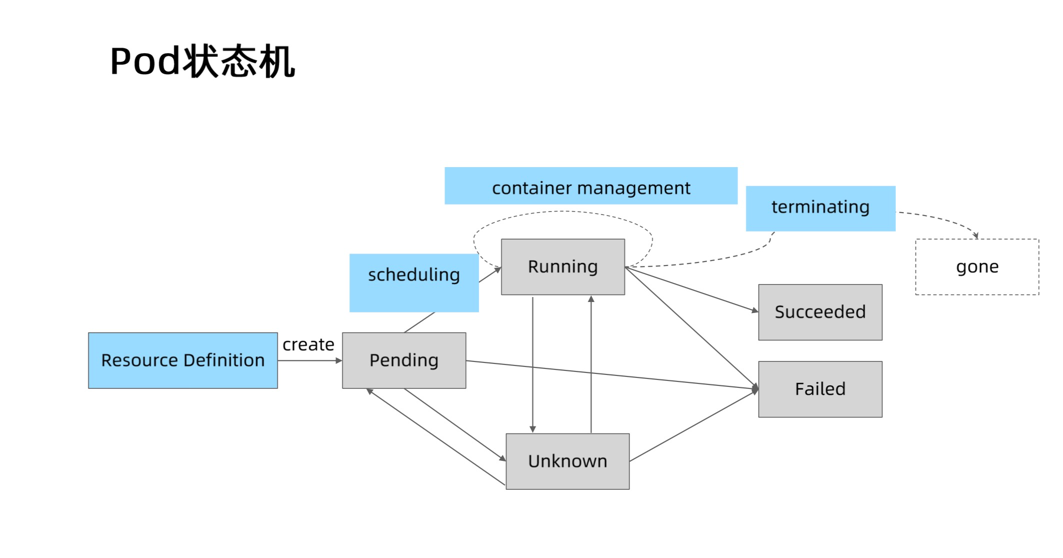 Pod状态机
container management
terminating
scheduling
Running
gone
Succeeded
create
Resource Definition
Pending
Failed
Unknown